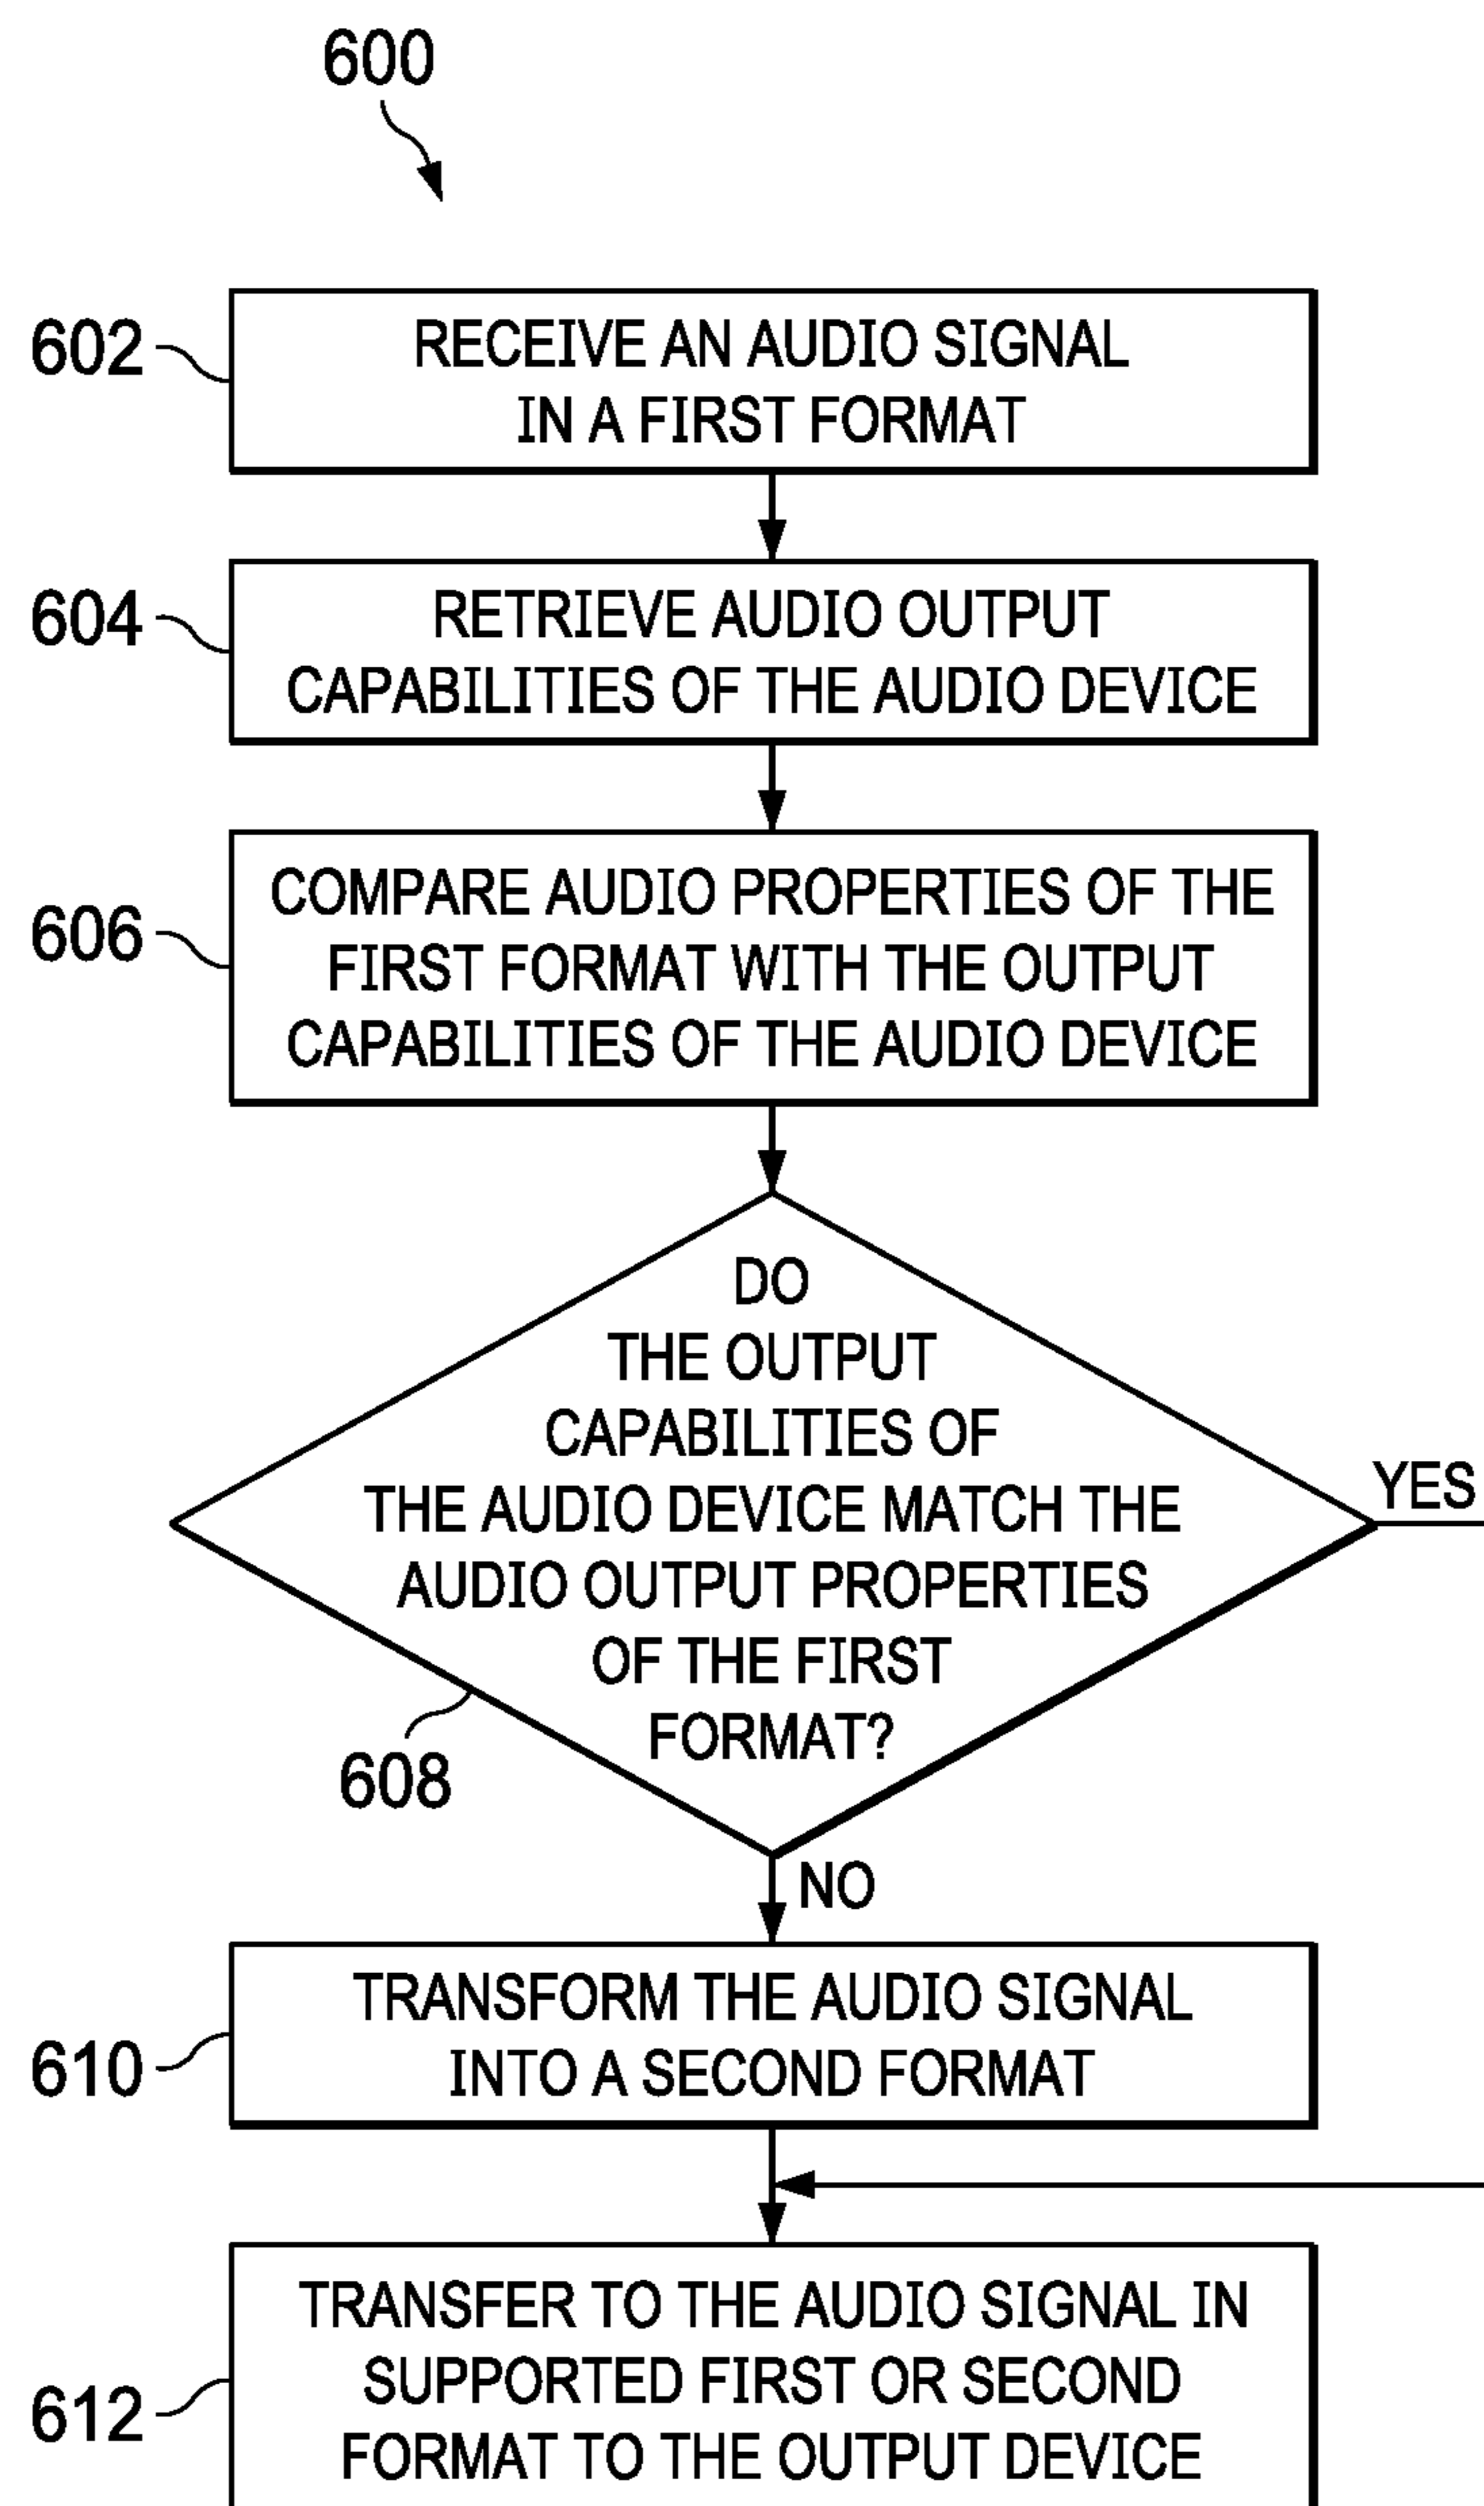 600
602
RECEIVE AN AUDIO SIGNAL
IN A FIRST FORMAT
604
RETRIEVE AUDIO OUTPUT
CAPABILITIES OF THE AUDIO DEVICE
606
COMPARE AUDIO PROPERTIES OF THE
FIRST FORMAT WITH THE OUTPUT
CAPABILITIES OF THE AUDIO DEVICE
DO
THE OUTPUT
CAPABILITIES OF
THE AUDIO DEVICE MATCH THE
AUDIO OUTPUT PROPERTIES
OF THE FIRST
FORMAT?
YES
608
NO
610
TRANSFORM THE AUDIO SIGNAL
INTO A SECOND FORMAT
612
TRANSFER TO THE AUDIO SIGNAL IN
SUPPORTED FIRST OR SECOND
FORMAT TO THE OUTPUT DEVICE